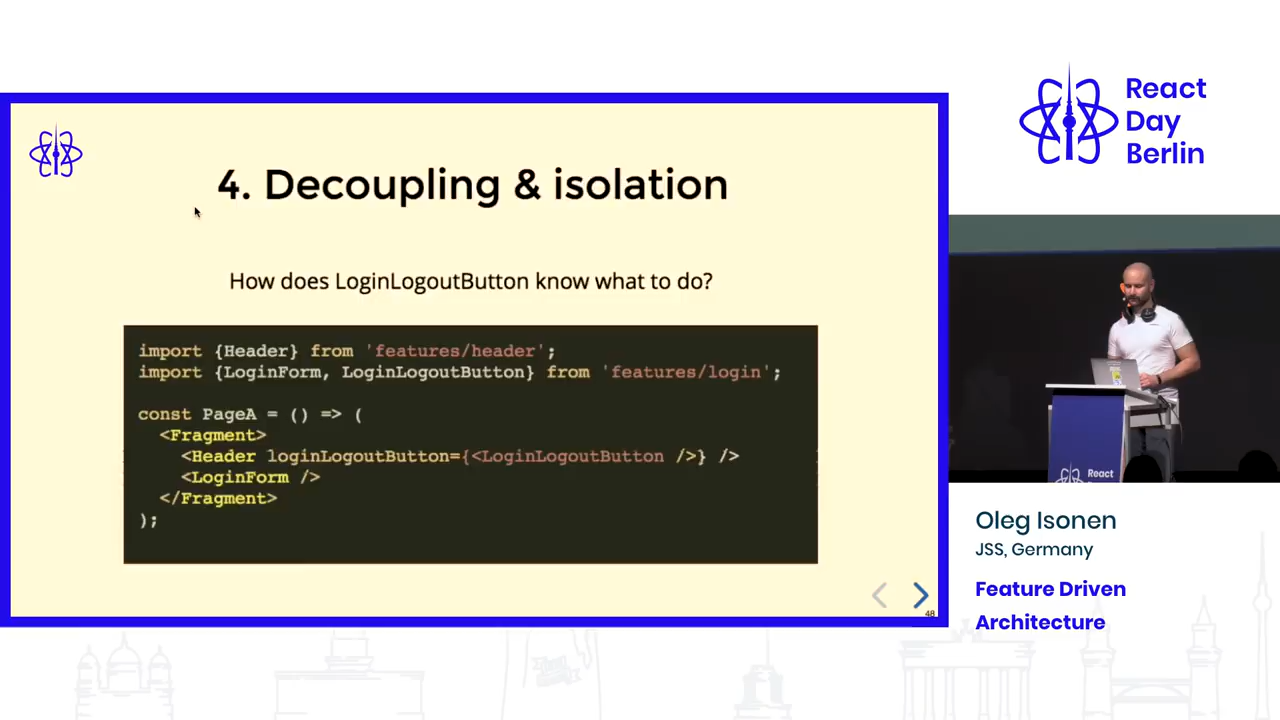 4. Decoupling & isolation
How does LoginLogoutButton know what to do?
import {Header} from 'features/header';
import {LoginForm, LoginLogoutButton} from 'features/login';
const PageA = () => (
<Fragment>
<Header loginLogoutButton={<LoginLogoutButton />} />
<LoginForm />
</Fragment>
);
48
React
Day
Berlin
React
Oleg Isonen
JSS, Germany
Feature Driven
Architecture